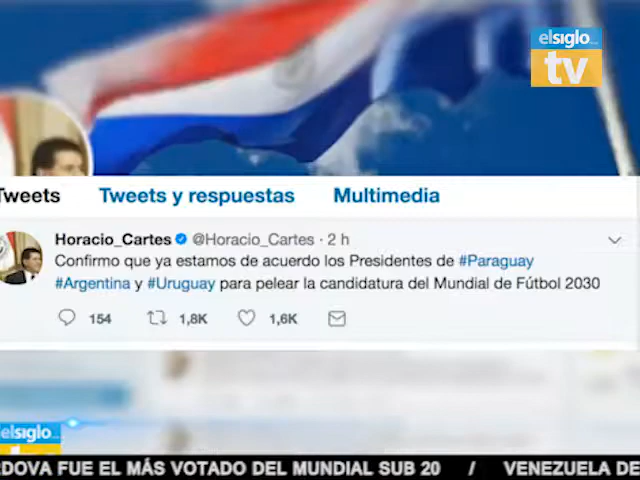 elsiglo
tv
Tweets
Tweets y respuestas
Multimedia
Horacio_Cartes @Horacio_Cartes · 2 h
Confirmo que ya estamos de acuerdo los Presidentes de #Paraguay
#Argentina y #Uruguay para pelear la candidatura del Mundial de Fútbol 2030
154 1,8K 1,6K
elsiglo
RDOVA FUE EL MÁS VOTADO DEL MUNDIAL SUB 20 / VENEZUELA DE